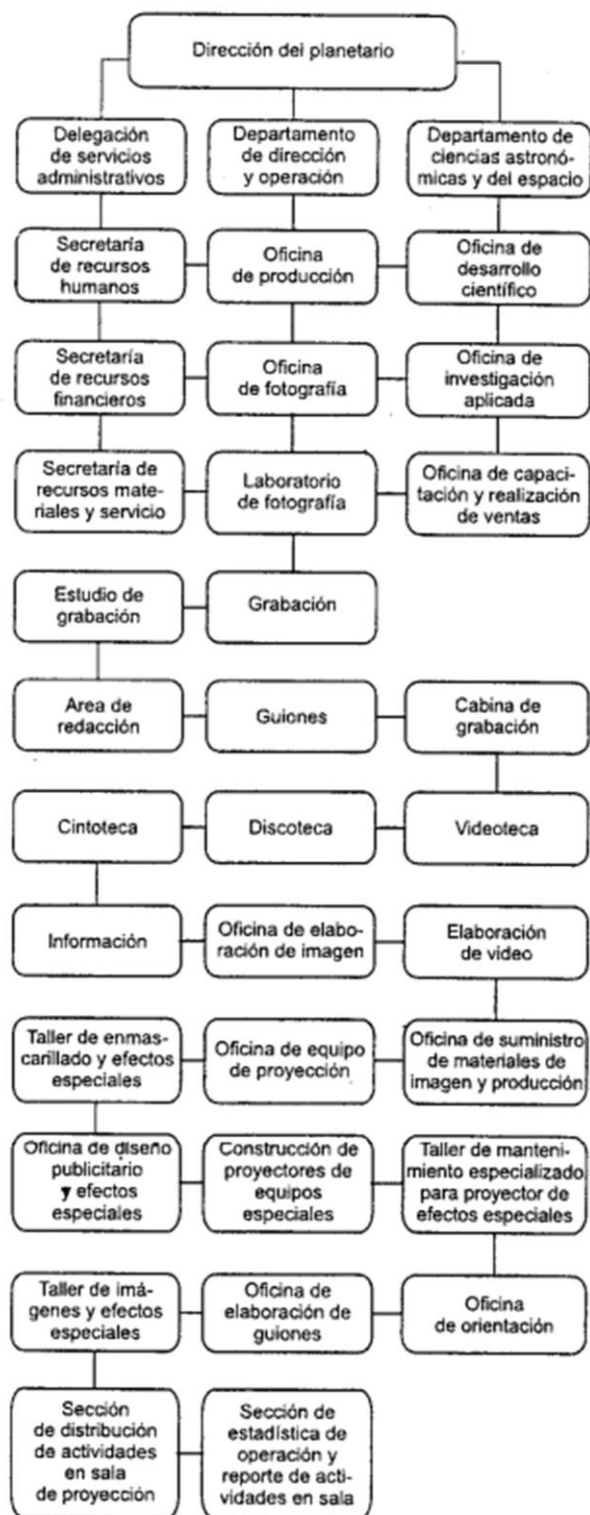 Dirección del planetario
Delegación
de servicios
administrativos
Departamento
de dirección
y operación
Departamento de
ciencias astronó-
micas y del espacio
Secretaría
de recursos
humanos
Oficina
de producción
Oficina de
desarrollo
científico
Secretaría
de recursos
financieros
Oficina
de fotografía
Oficina de
investigación
aplicada
Secretaría de
recursos mate-
riales y servicio
Laboratorio
de fotografía
Oficina de capaci-
tación y realización
de ventas
Estudio de
grabación
Grabación
Area de
redacción
Guiones
Cabina de
grabación
Cintoteca
Discoteca
Videoteca
Información
Oficina de elabo-
ración de imagen
Elaboración
de video
Taller de enmas-
carillado y efectos
especiales
Oficina de equipo
de proyección
Oficina de suministro
de materiales de
imagen y producción
Oficina de diseño
publicitario
y efectos
especiales
Construcción de
proyectores de
equipos
especiales
Taller de manteni-
miento especializado
para proyector de
efectos especiales
Taller de imá-
genes y efectos
especiales
Oficina de
elaboración de
guiones
Oficina
de orientación
Sección
de distribución
de actividades
en sala
de proyección
Sección de
estadística de
operación y
reporte de acti-
vidades en sala